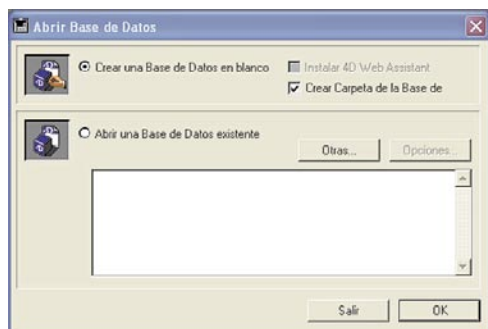 Abrir Base de Datos
Crear una Base de Datos en blanco
Instalar 4D Web Assistant
Crear Carpeta de la Base de
Abrir una Base de Datos existente
Otras... Opciones...
Salir OK